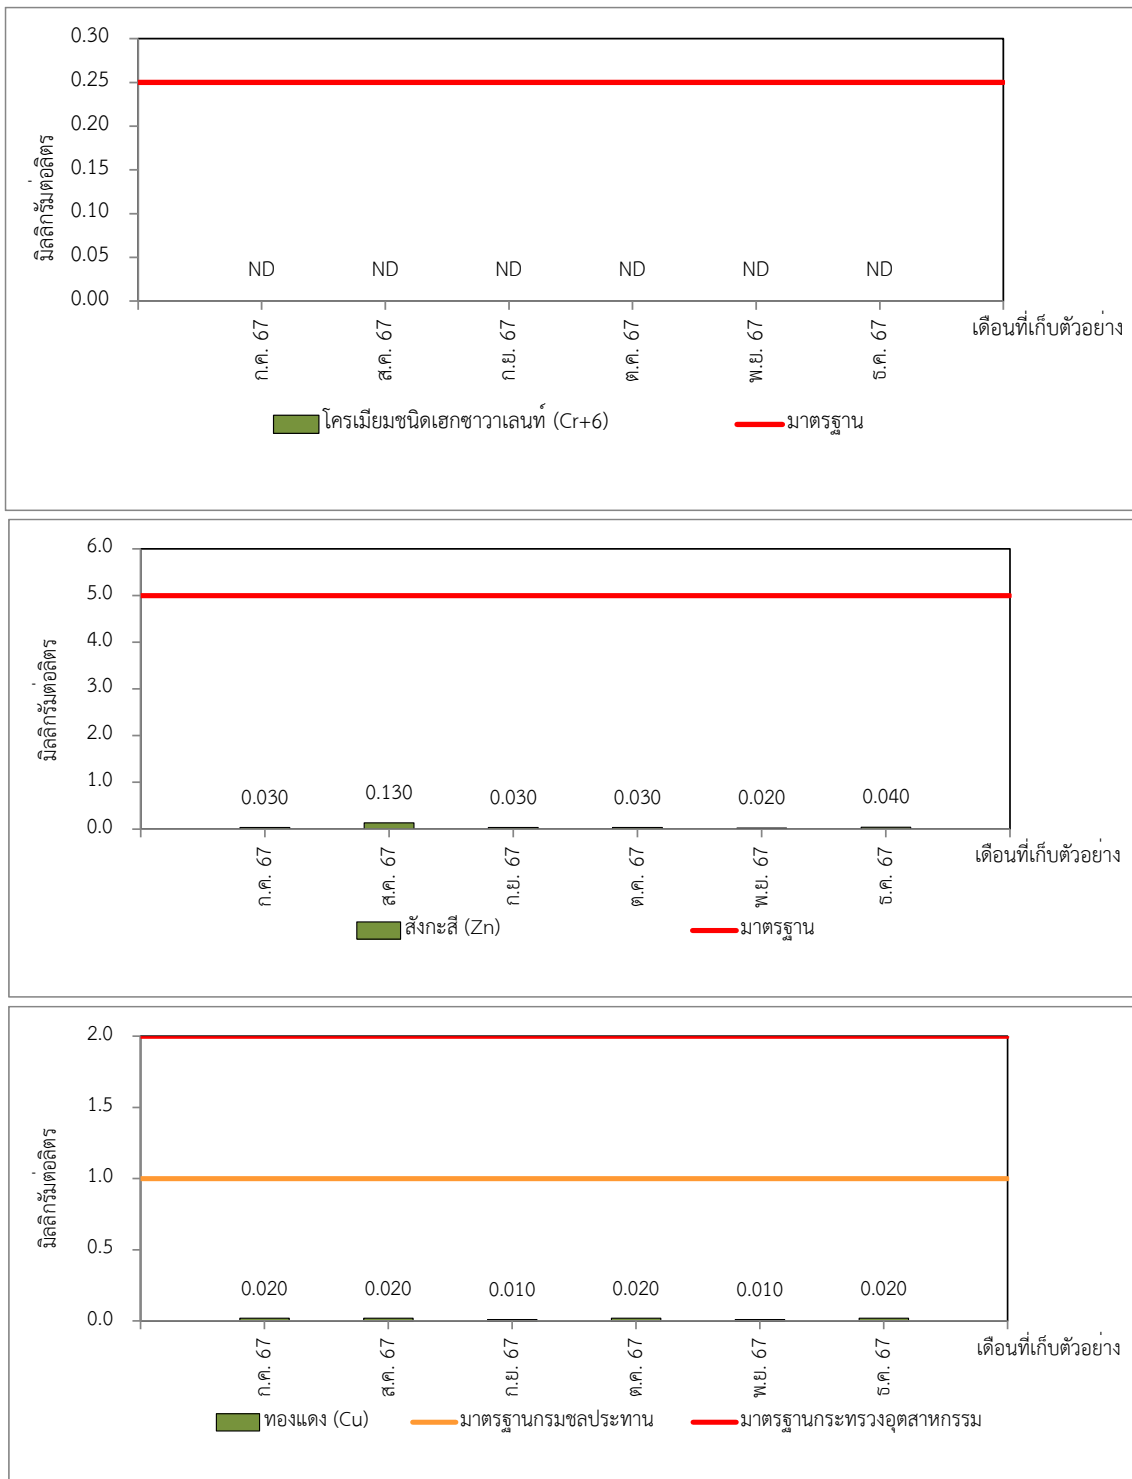 0.30
0.25
0.20
0.15
0.10
0.05
0.00
มิลลิกรัมต่อลิตร
ND ND ND ND ND ND
ก.ค. 67 ส.ค. 67 ก.ย. 67 ต.ค. 67 พ.ย. 67 ธ.ค. 67
เดือนที่เก็บตัวอย่าง
โครเมียมชนิดเฮกซาวาเลนท์ (Cr+6) มาตรฐาน
6.0
5.0
4.0
3.0
2.0
1.0
0.0
มิลลิกรัมต่อลิตร
0.030 0.130 0.030 0.030 0.020 0.040
ก.ค. 67 ส.ค. 67 ก.ย. 67 ต.ค. 67 พ.ย. 67 ธ.ค. 67
เดือนที่เก็บตัวอย่าง
สังกะสี (Zn) มาตรฐาน
2.0
1.5
1.0
0.5
0.0
มิลลิกรัมต่อลิตร
0.020 0.020 0.010 0.020 0.010 0.020
ก.ค. 67 ส.ค. 67 ก.ย. 67 ต.ค. 67 พ.ย. 67 ธ.ค. 67
เดือนที่เก็บตัวอย่าง
ทองแดง (Cu) มาตรฐานกรมชลประทาน มาตรฐานกระทรวงอุตสาหกรรม